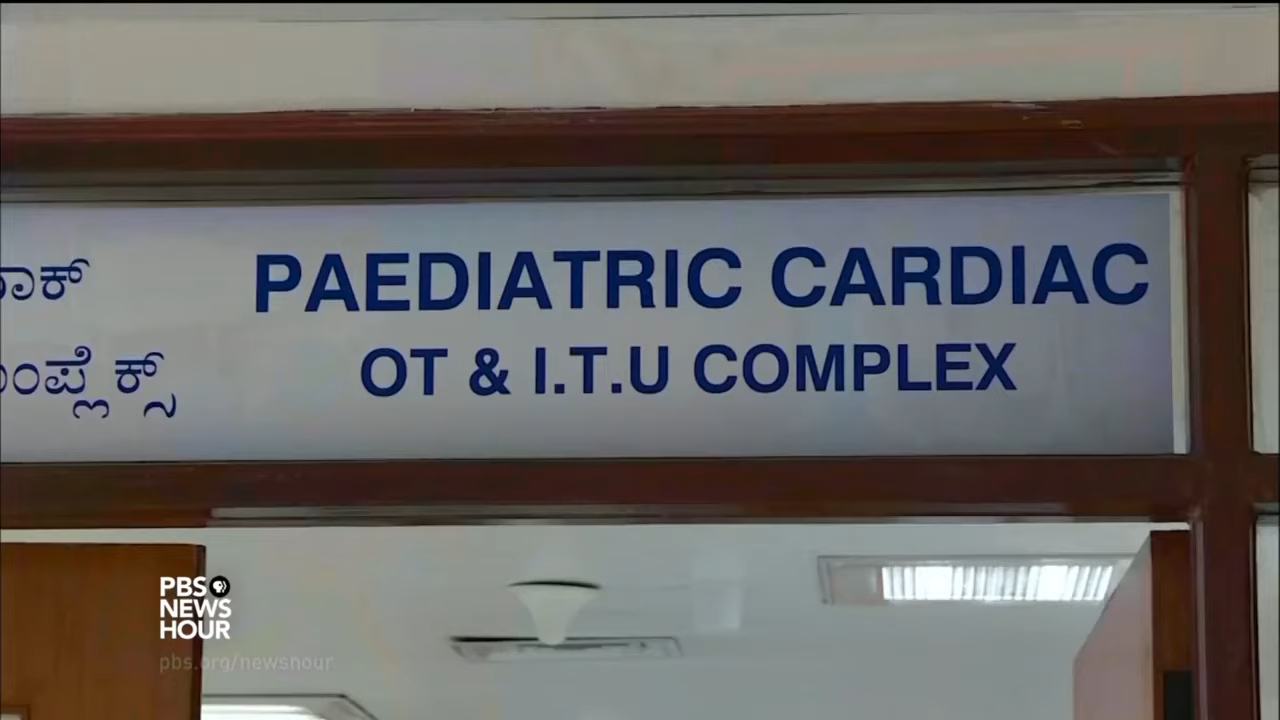 PAEDIATRIC CARDIAC
OT & I.T.U COMPLEX
PBS
NEWS
HOUR
pbs.org/newshour